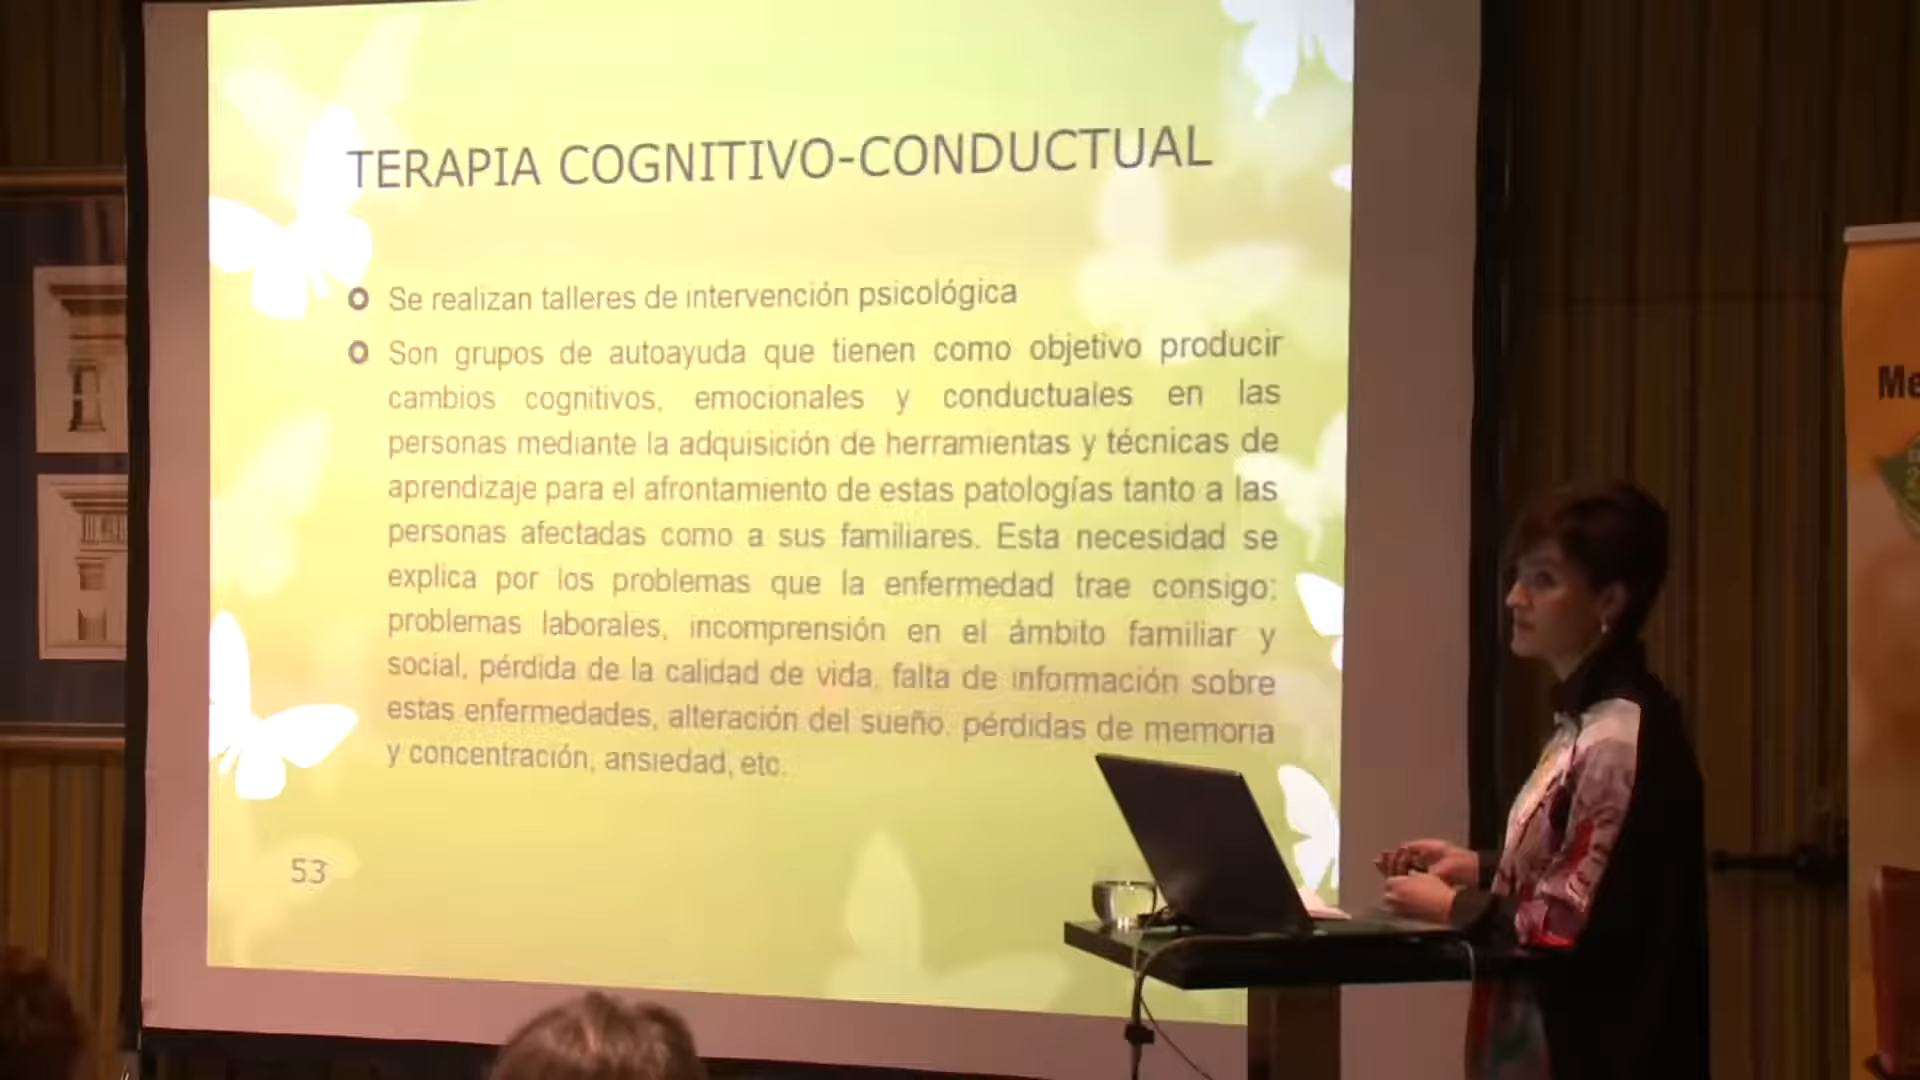 TERAPIA COGNITIVO-CONDUCTUAL
Se realizan talleres de intervención psicológica
Son grupos de autoayuda que tienen como objetivo producir
cambios cognitivos, emocionales y conductuales en las
personas mediante la adquisición de herramientas y técnicas de
aprendizaje para el afrontamiento de estas patologías tanto a las
personas afectadas como a sus familiares. Esta necesidad se
explica por los problemas que la enfermedad trae consigo:
problemas laborales, incomprensión en el ámbito familiar y
social, pérdida de la calidad de vida, falta de información sobre
estas enfermedades, alteración del sueño, pérdidas de memoria
y concentración, ansiedad, etc.
53
Me